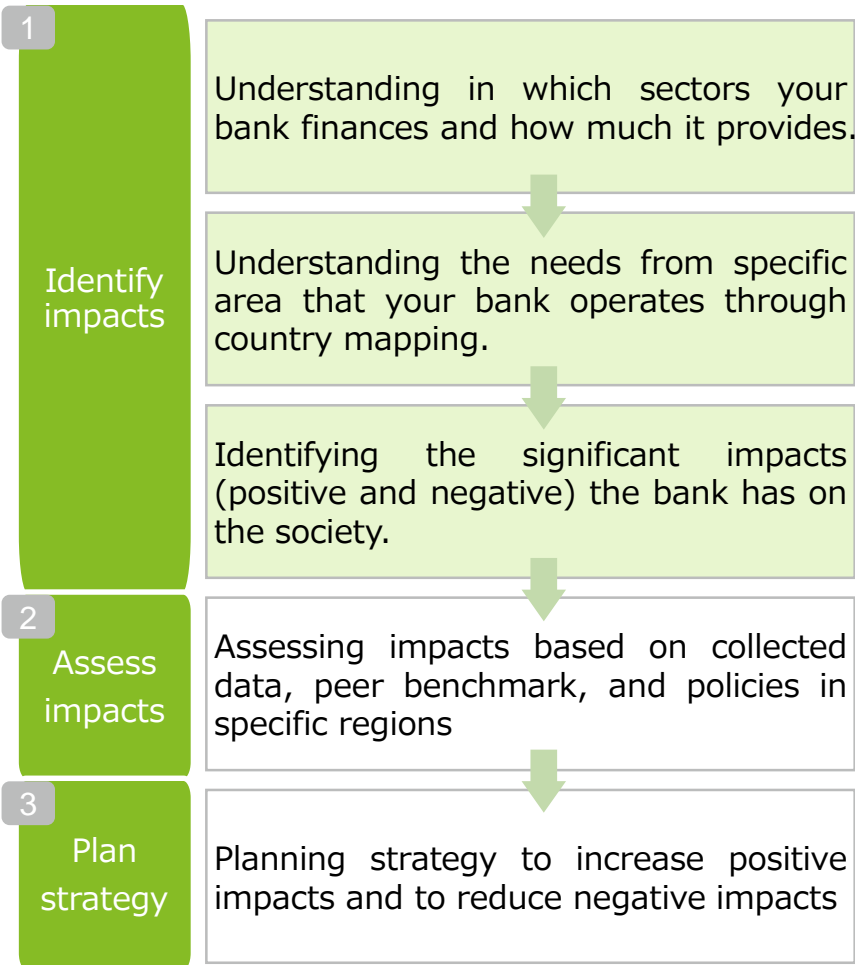 1
Identify
impacts
Understanding in which sectors your
bank finances and how much it provides.
Understanding the needs from specific
area that your bank operates through
country mapping.
Identifying the significant impacts
(positive and negative) the bank has on
the society.
2
Assess
impacts
Assessing impacts based on collected
data, peer benchmark, and policies in
specific regions
3
Plan
strategy
Planning strategy to increase positive
impacts and to reduce negative impacts